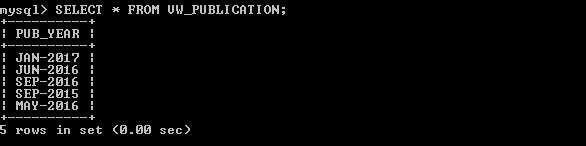 mysql> SELECT * FROM VW_PUBLICATION;
+----------+
| PUB_YEAR |
+----------+
| JAN-2017 |
| JUN-2016 |
| SEP-2016 |
| SEP-2015 |
| MAY-2016 |
+----------+
5 rows in set (0.00 sec)